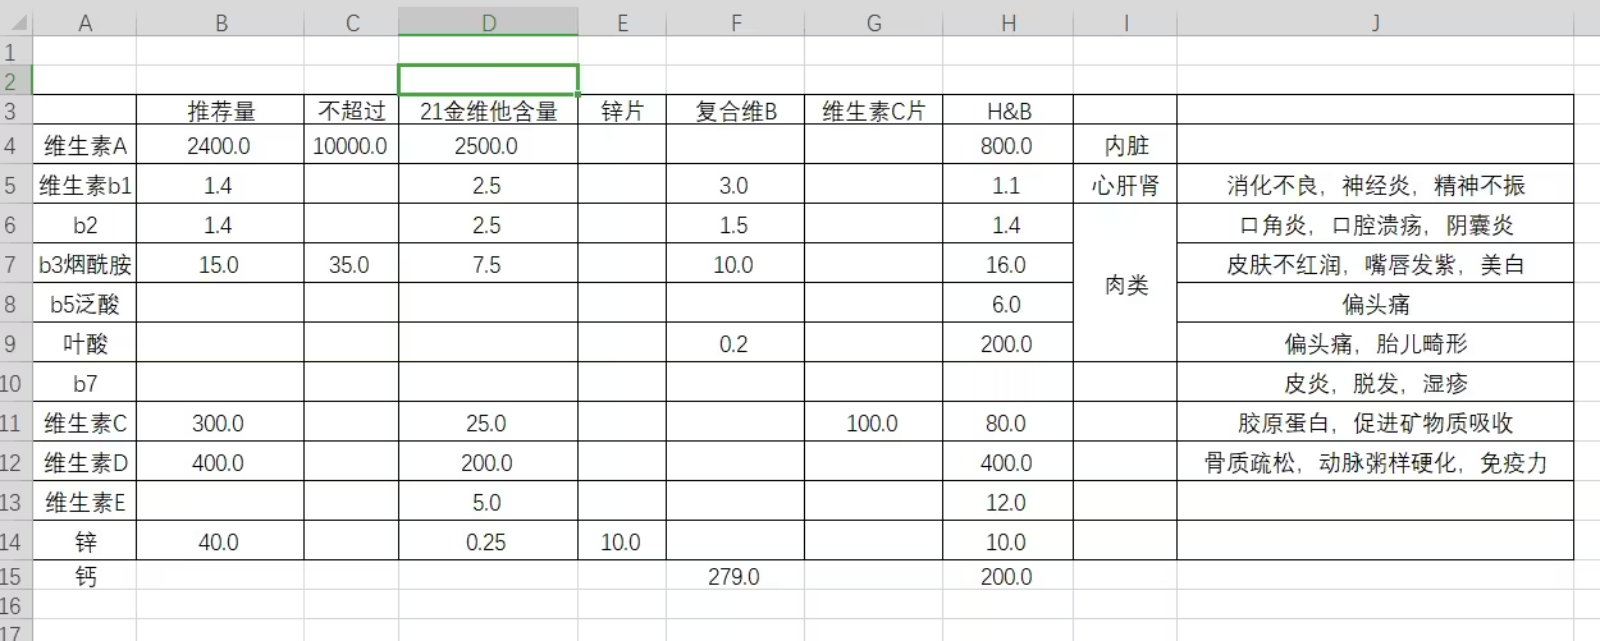 A B C D E F G H I J
1
2
3 推荐量 不超过 21金维他含量 锌片 复合维B 维生素C片 H&B
4 维生素A 2400.0 10000.0 2500.0 800.0 内脏
5 维生素b1 1.4 2.5 3.0 1.1 心肝肾 消化不良，神经炎，精神不振
6 b2 1.4 2.5 1.5 1.4 口角炎，口腔溃疡，阴囊炎
7 b3烟酰胺 15.0 35.0 7.5 10.0 16.0 皮肤不红润，嘴唇发紫，美白
肉类
8 b5泛酸 6.0 偏头痛
9 叶酸 0.2 200.0 偏头痛，胎儿畸形
10 b7 皮炎，脱发，湿疹
11 维生素C 300.0 25.0 100.0 80.0 胶原蛋白，促进矿物质吸收
12 维生素D 400.0 200.0 400.0 骨质疏松，动脉粥样硬化，免疫力
13 维生素E 5.0 12.0
14 锌 40.0 0.25 10.0 10.0
15 钙 279.0 200.0
16
17